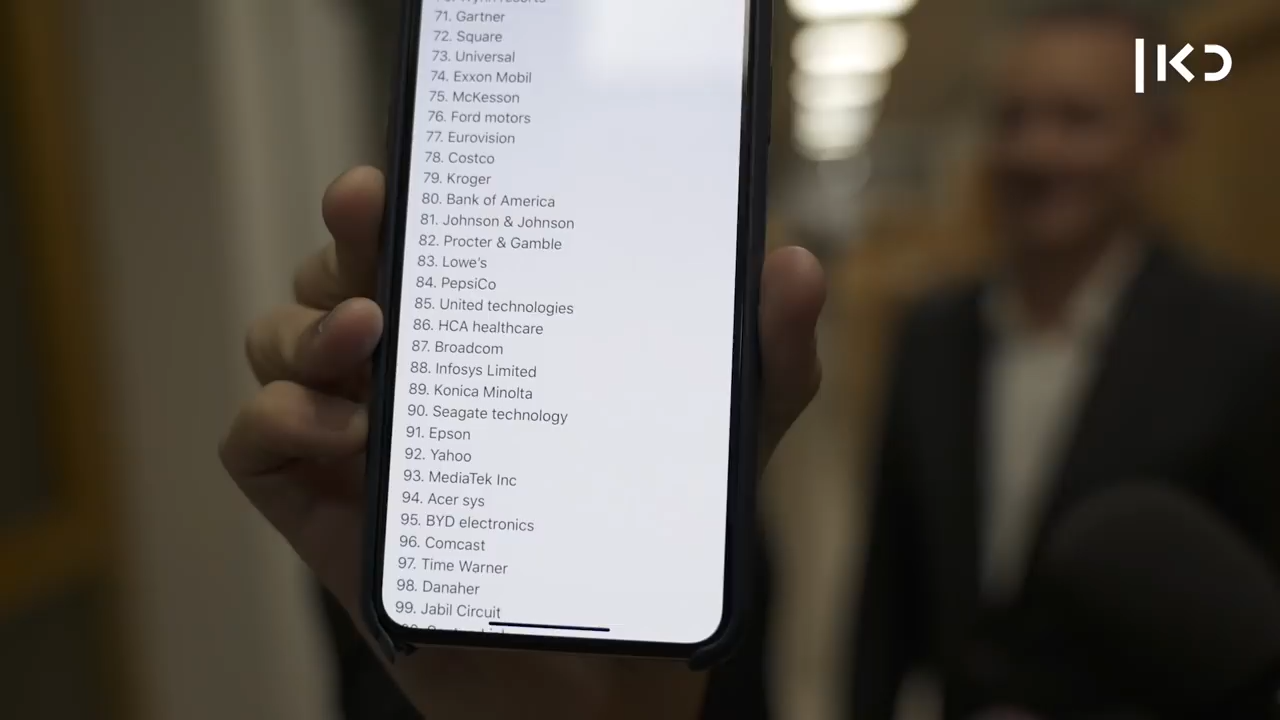 71. Gartner
72. Square
73. Universal
74. Exxon Mobil
75. McKesson
76. Ford motors
77. Eurovision
78. Costco
79. Kroger
80. Bank of America
81. Johnson & Johnson
82. Procter & Gamble
83. Lowe's
84. PepsiCo
85. United technologies
86. HCA healthcare
87. Broadcom
88. Infosys Limited
89. Konica Minolta
90. Seagate technology
91. Epson
92. Yahoo
93. MediaTek Inc
94. Acer sys
95. BYD electronics
96. Comcast
97. Time Warner
98. Danaher
99. Jabil Circuit